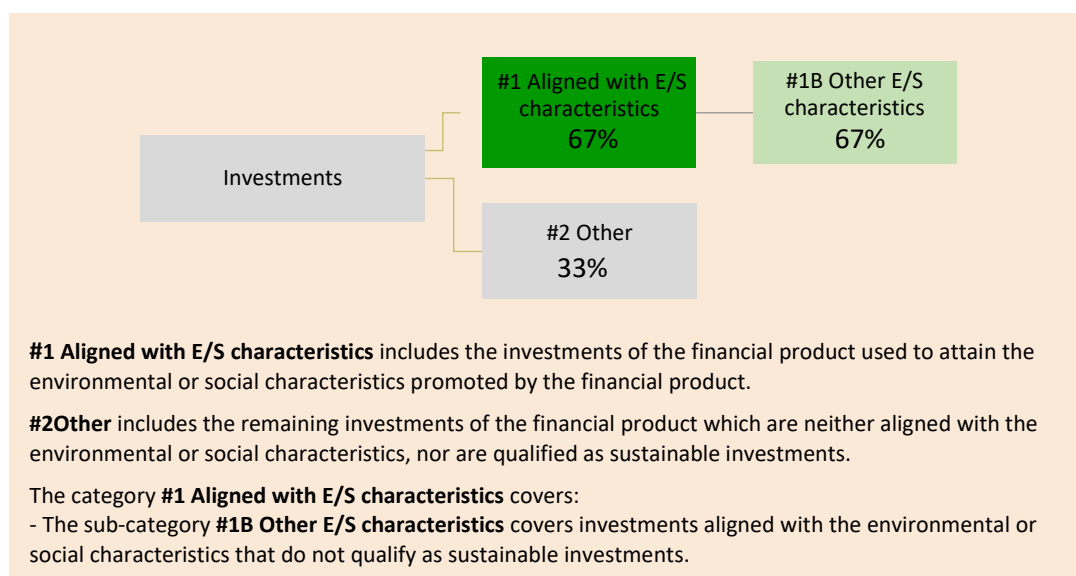 #1 Aligned with E/S
characteristics
67%
#1B Other E/S
characteristics
67%
Investments
#2 Other
33%
#1 Aligned with E/S characteristics includes the investments of the financial product used to attain the
environmental or social characteristics promoted by the financial product.
#2Other includes the remaining investments of the financial product which are neither aligned with the
environmental or social characteristics, nor are qualified as sustainable investments.
The category #1 Aligned with E/S characteristics covers:
- The sub-category #1B Other E/S characteristics covers investments aligned with the environmental or
social characteristics that do not qualify as sustainable investments.